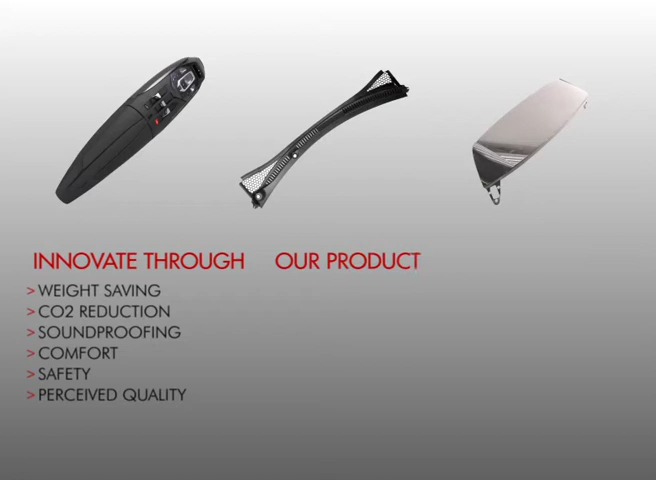 INNOVATE THROUGH
> WEIGHT SAVING
> CO2 REDUCTION
> SOUNDPROOFING
> COMFORT
> SAFETY
> PERCEIVED QUALITY
OUR PRODUCT